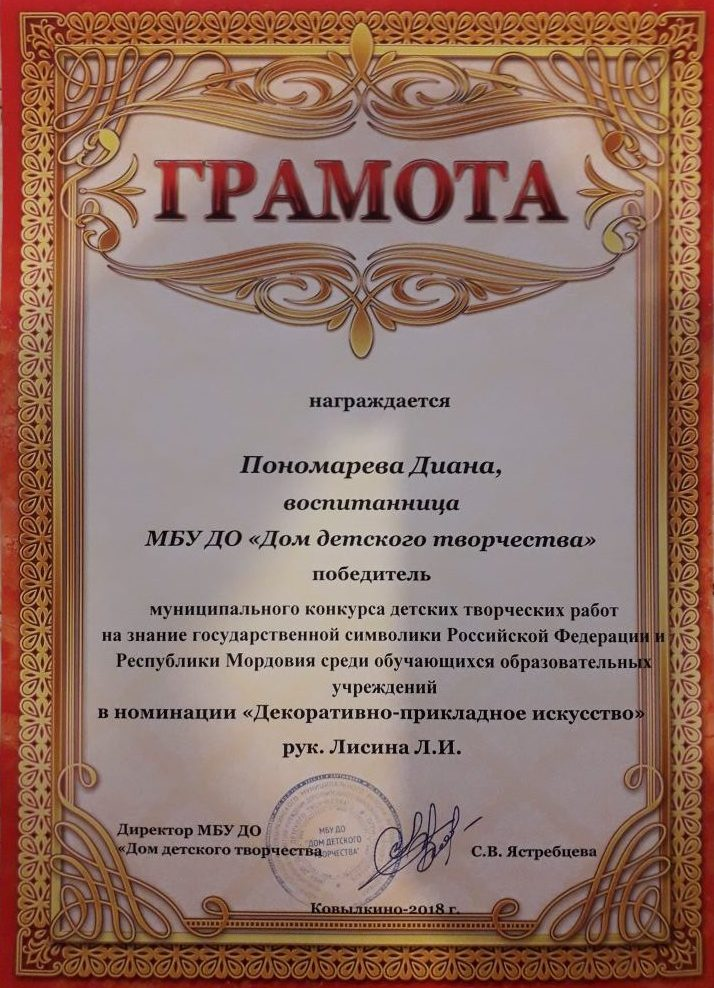 ГРАМОТА
награждается
Пономарева Диана,
воспитанница
МБУ ДО «Дом детского творчества»
победитель
муниципального конкурса детских творческих работ
на знание государственной символики Российской Федерации и
Республики Мордовия среди обучающихся образовательных
учреждений
в номинации «Декоративно-прикладное искусство»
рук. Лисина Л.И.
Директор МБУ ДО
«Дом детского творчества
С.В. Ястребцева
МБУ ДО
"ДОМ ДЕТСКОГО
ТВОРЧЕСТВА"
Ковылкино-2018 г.